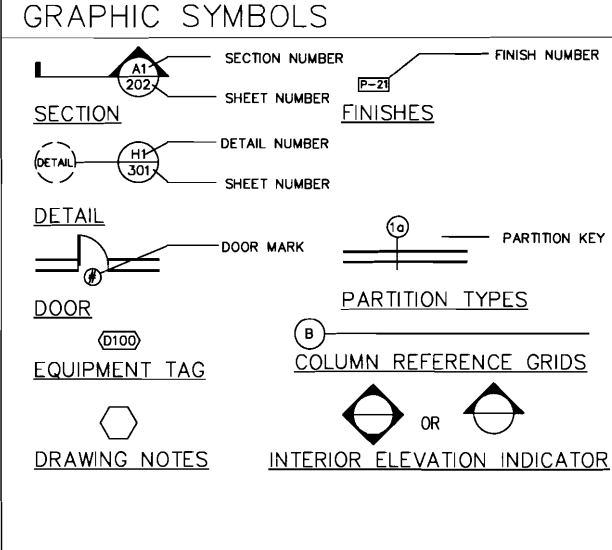 GRAPHIC SYMBOLS
A1
202
SECTION NUMBER
SHEET NUMBER
SECTION
P-21
FINISH NUMBER
FINISHES
DETAIL
H1
301
DETAIL NUMBER
SHEET NUMBER
DETAIL
#
DOOR MARK
DOOR
1a
PARTITION KEY
PARTITION TYPES
D100
EQUIPMENT TAG
B
COLUMN REFERENCE GRIDS
DRAWING NOTES
OR
INTERIOR ELEVATION INDICATOR